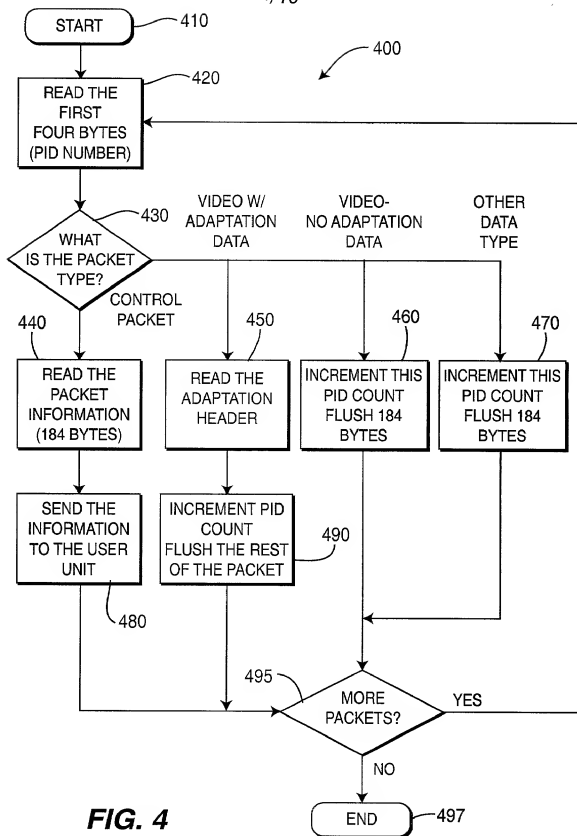 START
410
400
420
READ THE
FIRST
FOUR BYTES
(PID NUMBER)
430
WHAT
IS THE PACKET
TYPE?
VIDEO W/
ADAPTATION
DATA
VIDEO-
NO ADAPTATION
DATA
OTHER
DATA
TYPE
CONTROL
PACKET
440
READ THE
PACKET
INFORMATION
(184 BYTES)
450
READ THE
ADAPTATION
HEADER
460
INCREMENT THIS
PID COUNT
FLUSH 184
BYTES
470
INCREMENT THIS
PID COUNT
FLUSH 184
BYTES
SEND THE
INFORMATION
TO THE USER
UNIT
480
INCREMENT PID
COUNT
FLUSH THE REST
OF THE PACKET
490
495
MORE
PACKETS?
YES
NO
END
497
FIG. 4